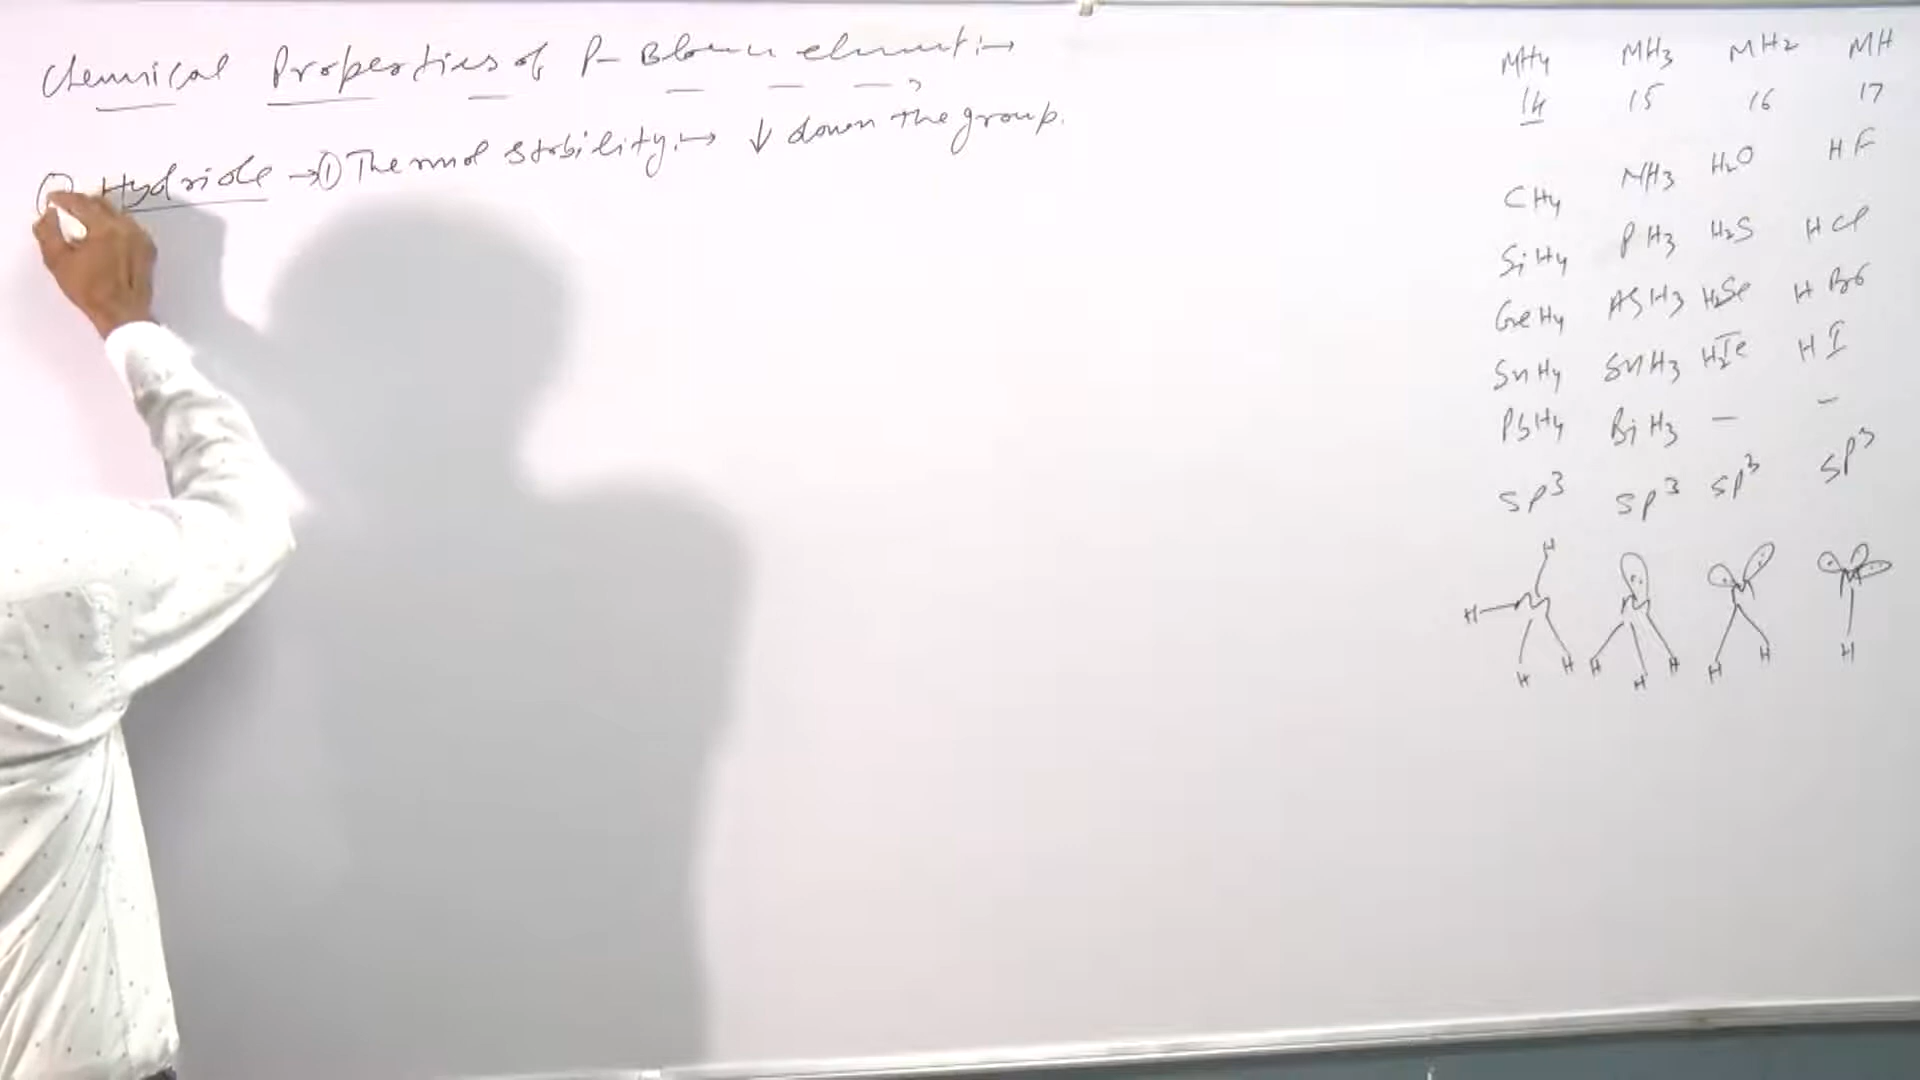 Chemical Properties of P-Block element :→
Hydride → ① Thermal stability :→ ↓ down the group.
MH4 MH3 MH2 MH
14 15 16 17
CH4 NH3 H2O HF
SiH4 PH3 H2S HCl
GeH4 AsH3 H2Se HBr
SnH4 SnH3 H2Te HI
PbH4 BiH3 — —
sp3 sp3 sp3 sp3
H
H M M M M
H H H H H H H H